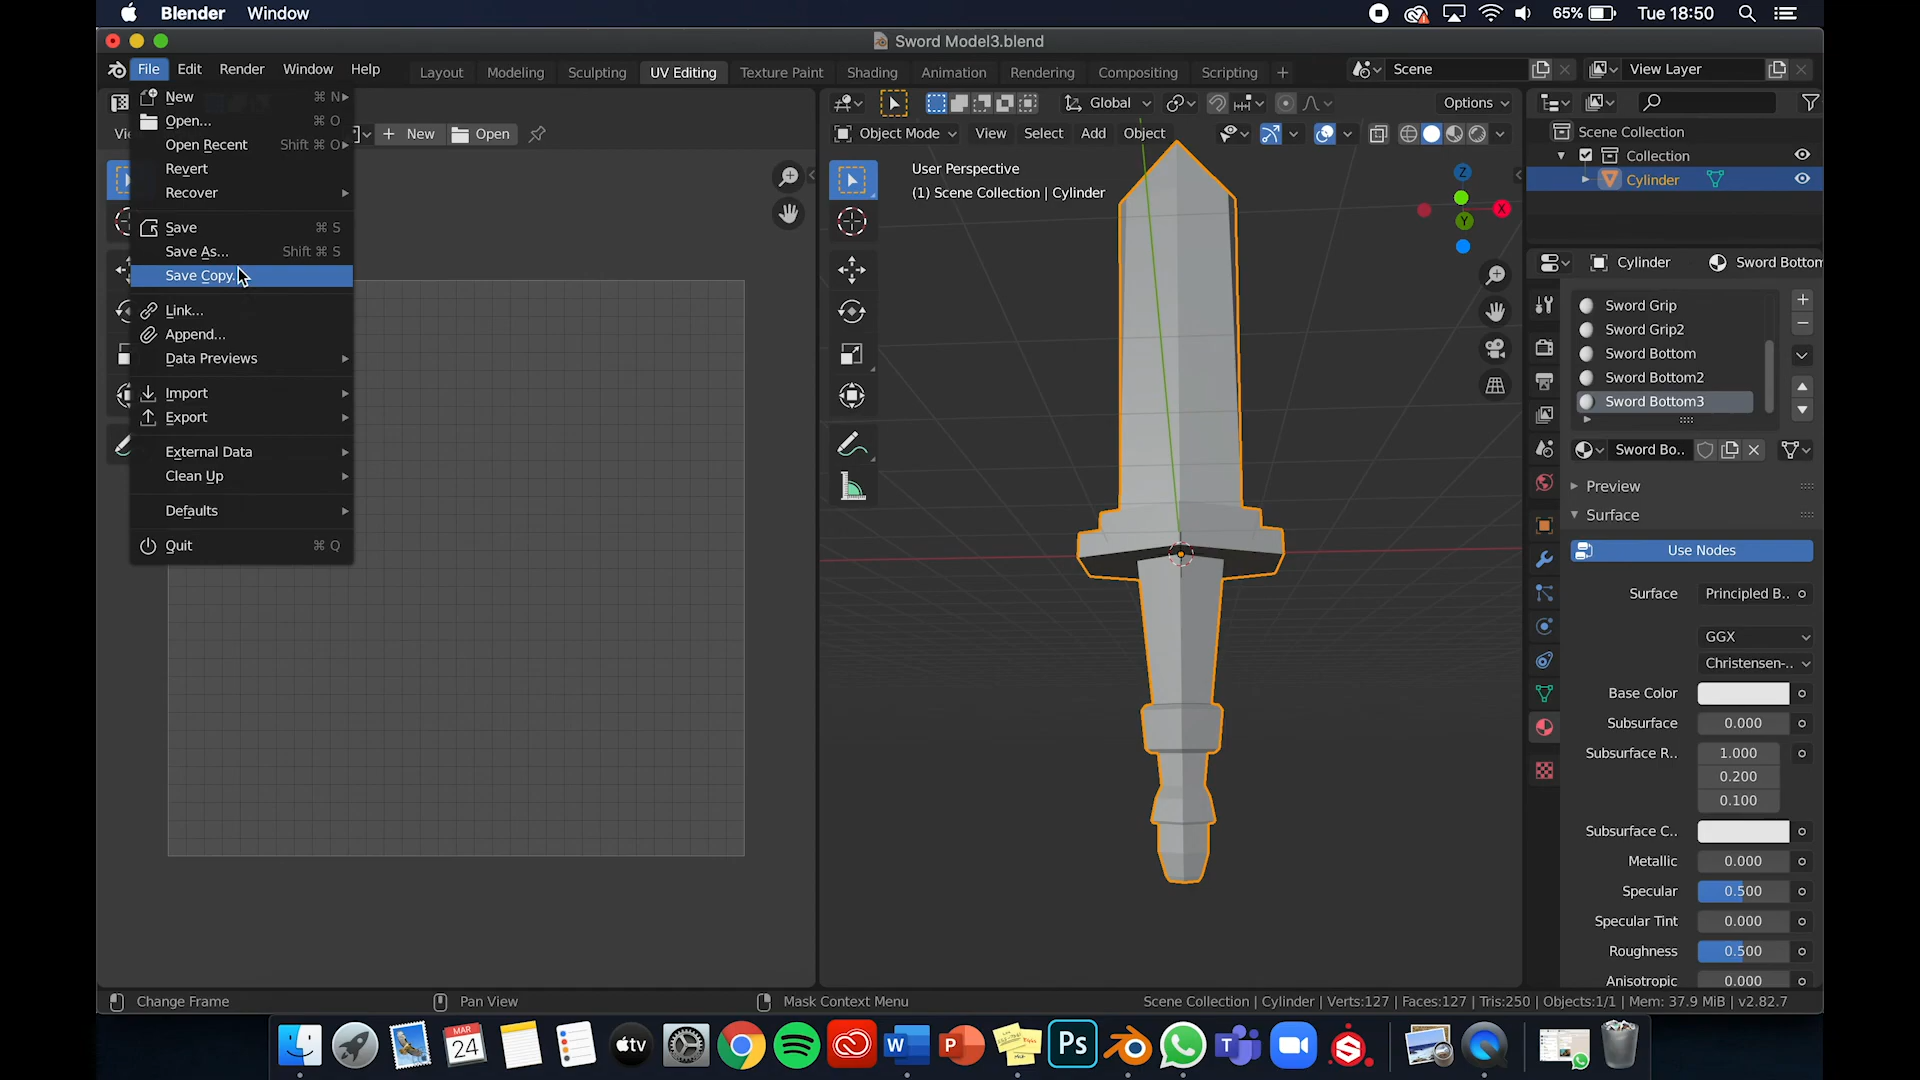 Blender Window 65% Tue 18:50
Sword Model3.blend
File Edit Render Window Help Layout Modeling Sculpting UV Editing Texture Paint Shading Animation Rendering Compositing Scripting + Scene View Layer
New ⌘ N
Open... ⌘ O
Open Recent Shift ⌘ O
Revert
Recover
Save ⌘ S
Save As... Shift ⌘ S
Save Copy...
Link...
Append...
Data Previews
Import
Export
External Data
Clean Up
Defaults
Quit ⌘ Q
+ New Open
Global Options
Object Mode View Select Add Object
User Perspective
(1) Scene Collection | Cylinder
Z
X
Y
Scene Collection
Collection
Cylinder
Cylinder Sword Bottom
Sword Grip
Sword Grip2
Sword Bottom
Sword Bottom2
Sword Bottom3
Sword Bo..
Preview
Surface
Use Nodes
Surface Principled B..
GGX
Christensen-..
Base Color
Subsurface 0.000
Subsurface R.. 1.000
0.200
0.100
Subsurface C..
Metallic 0.000
Specular 0.500
Specular Tint 0.000
Roughness 0.500
Anisotropic 0.000
Change Frame Pan View Mask Context Menu Scene Collection | Cylinder | Verts:127 | Faces:127 | Tris:250 | Objects:1/1 | Mem: 37.9 MiB | v2.82.7
MAR
24
tv
W
P
Ps
T
S